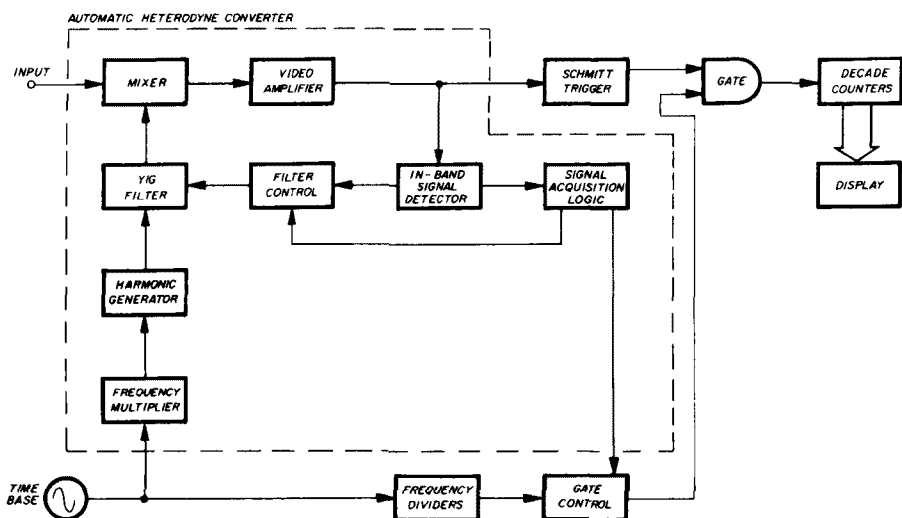 AUTOMATIC HETERODYNE CONVERTER
INPUT
MIXER
VIDEO
AMPLIFIER
SCHMITT
TRIGGER
GATE
DECADE
COUNTERS
YIG
FILTER
FILTER
CONTROL
IN-BAND
SIGNAL
DETECTOR
SIGNAL
ACQUISITION
LOGIC
DISPLAY
HARMONIC
GENERATOR
FREQUENCY
MULTIPLIER
TIME
BASE
FREQUENCY
DIVIDERS
GATE
CONTROL